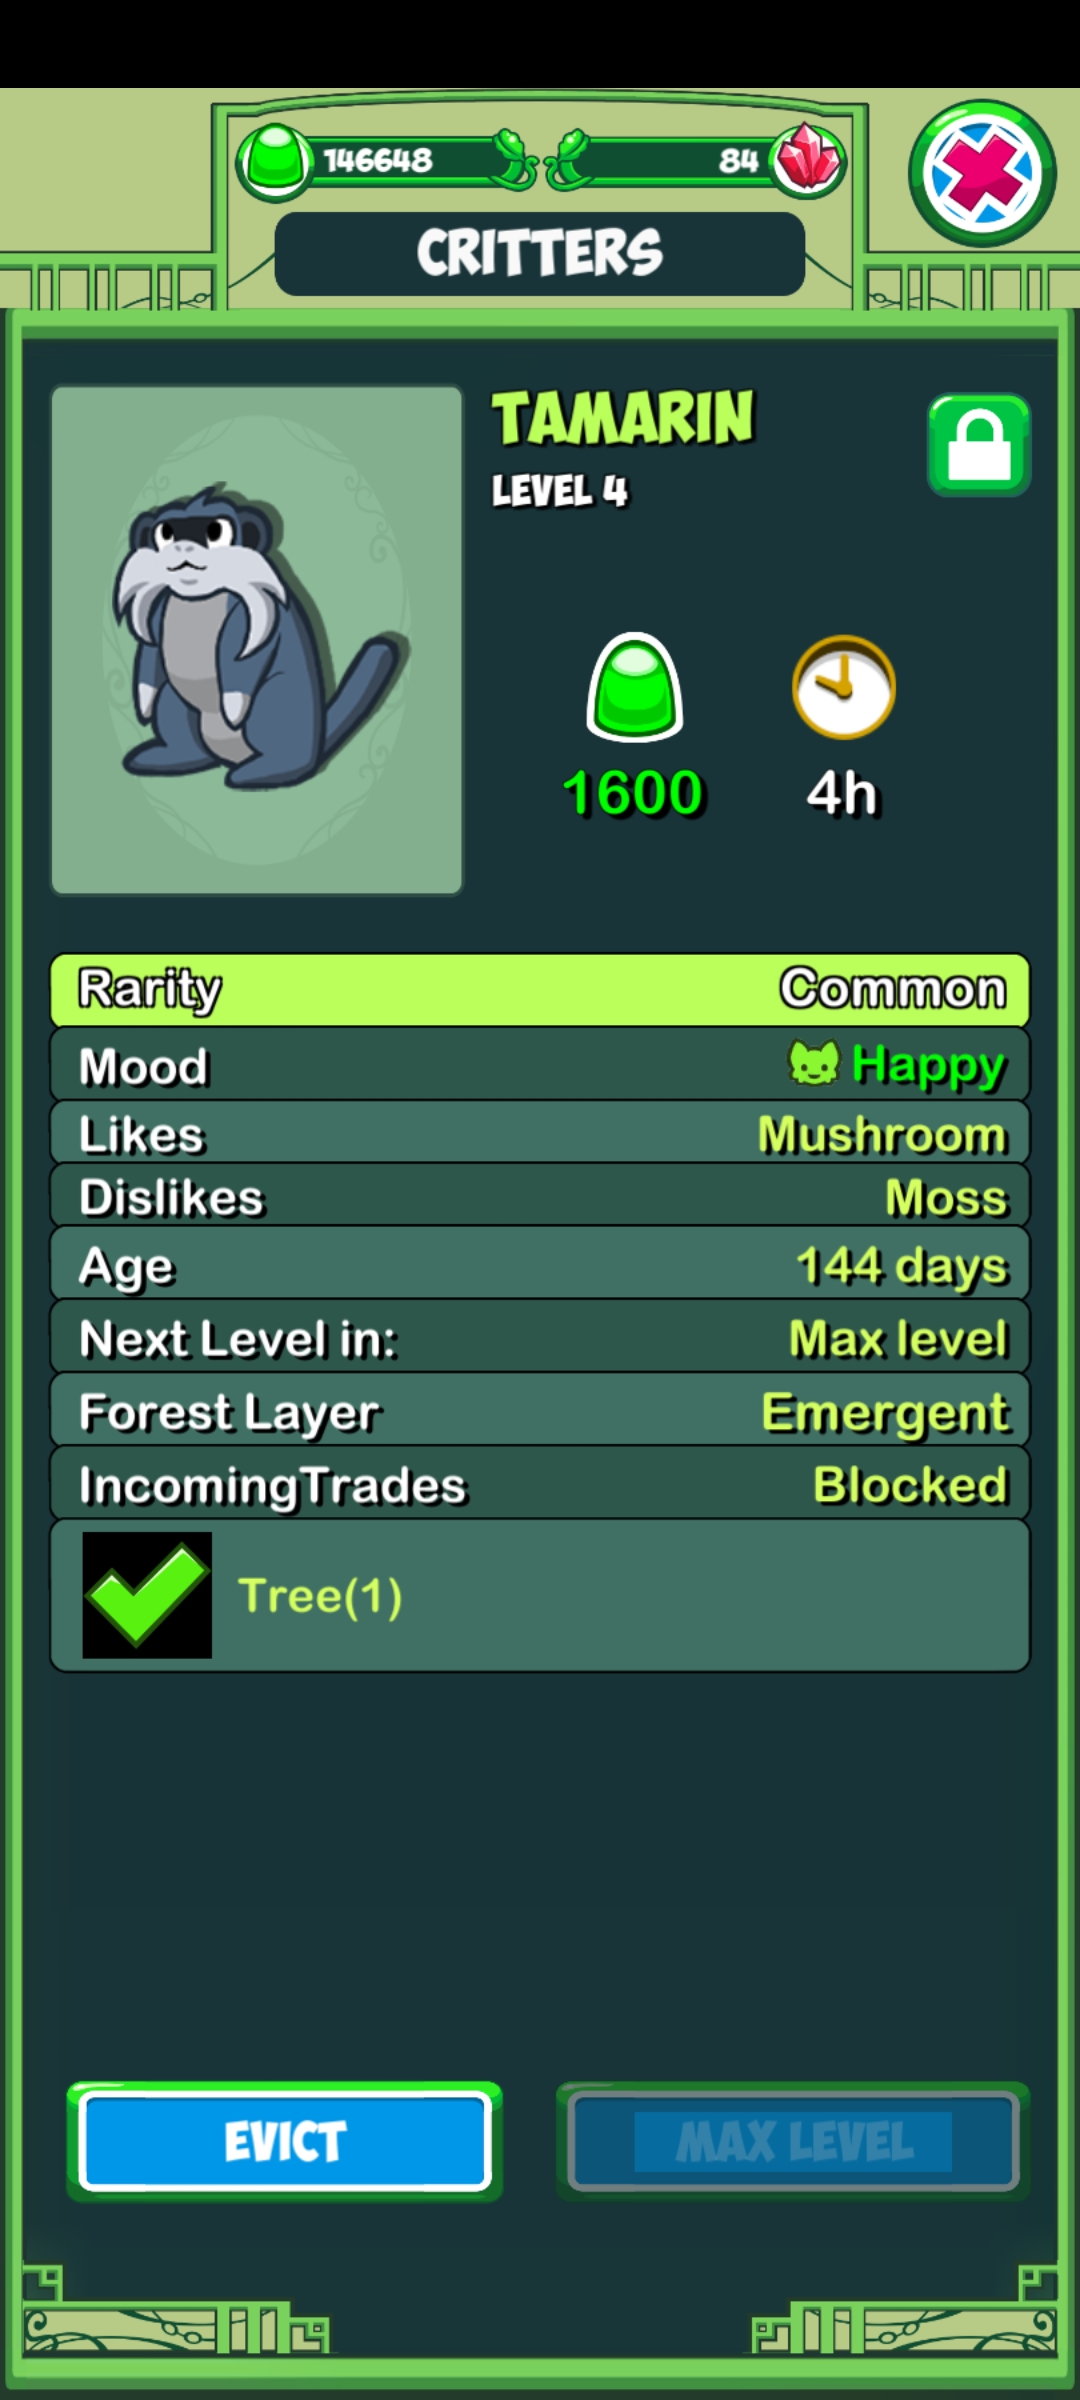 146648 84
CRITTERS
TAMARIN
LEVEL 4
1600 4h
Rarity Common
Mood Happy
Likes Mushroom
Dislikes Moss
Age 144 days
Next Level in: Max level
Forest Layer Emergent
IncomingTrades Blocked
Tree(1)
EVICT MAX LEVEL